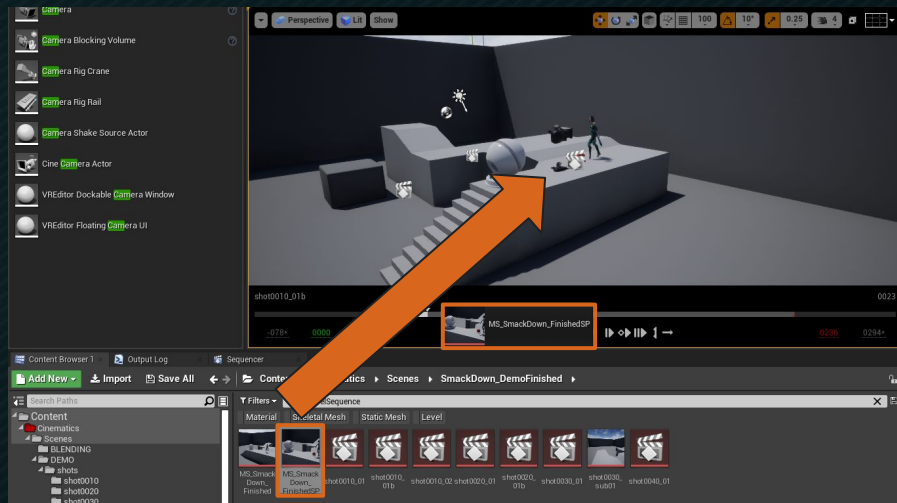 Camera
Perspective
Lit
Show
100
10°
0.25
4
Camera Blocking Volume
Camera Rig Crane
Camera Rig Rail
Camera Shake Source Actor
Cine Camera Actor
VREditor Dockable Camera Window
VREditor Floating Camera UI
shot0010_01b
0023
MS_SmackDown_FinishedSP
-078+
0000
0236
0294+
Content Browser 1
Output Log
Sequencer
Add New
Import
Save All
Scenes
SmackDown_DemoFinished
Search Paths
Filters
Content
Material
Skeletal Mesh
Static Mesh
Level
Cinematics
Scenes
BLENDING
DEMO
shots
shot0010
shot0020
shot0030
MS_Smack
Down_
Finished
MS_Smack
Down_
FinishedSP
shot0010_01
shot0010_
01b
shot0010_02
shot0020_01
shot0020_
01b
shot0030_01
shot0030_
sub01
shot0040_01